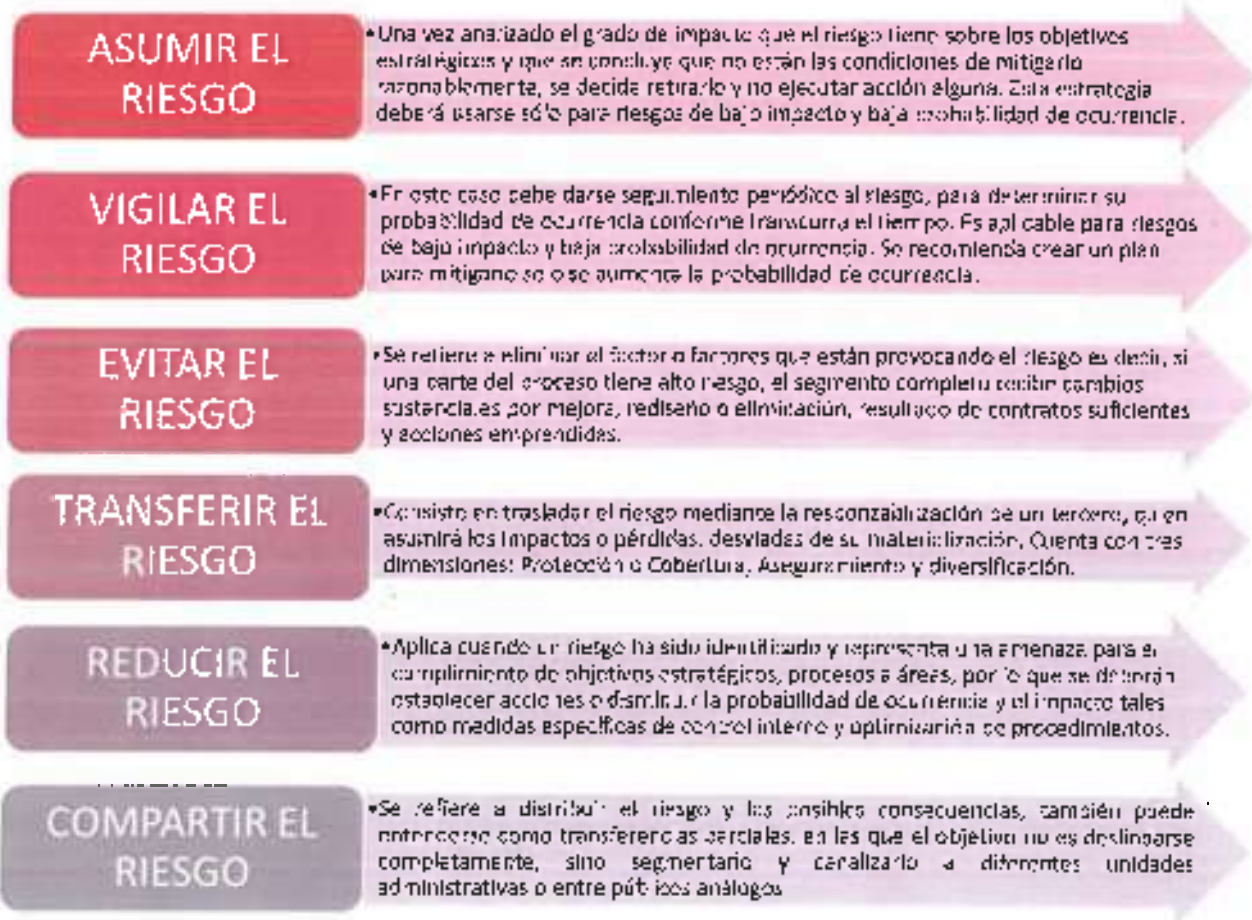 ASUMIR EL
RIESGO
•Una vez analizado el grado de impacto que el riesgo tiene sobre los objetivos
estratégicos y que se concluye que no están las condiciones de mitigarlo
razonablemente, se decide retirarlo y no ejecutar acción alguna. Esta estrategia
deberá usarse sólo para riesgos de bajo impacto y baja probabilidad de ocurrencia.
VIGILAR EL
RIESGO
•En este caso debe darse seguimiento periódico al riesgo, para determinar su
probabilidad de ocurrencia conforme transcurra el tiempo. Es aplicable para riesgos
de bajo impacto y baja probabilidad de ocurrencia. Se recomienda crear un plan
para mitigarlo se aumenta la probabilidad de ocurrencia.
EVITAR EL
RIESGO
•Se refiere a eliminar el factor o factores que están provocando el riesgo es decir, si
una parte del proceso tiene alto riesgo, el segmento completo recibir cambios
sustanciales por mejora, rediseño o eliminación, resultado de contratos suficientes
y acciones emprendidas.
TRANSFERIR EL
RIESGO
•Consiste en trasladar el riesgo mediante la responzabilización de un tercero, quien
asumirá los impactos o pérdidas, desviadas de su materialización. Cuenta con tres
dimensiones: Protección o Cobertura, Aseguramiento y diversificación.
REDUCIR EL
RIESGO
•Aplica cuando un riesgo ha sido identificado y representa una amenaza para el
cumplimiento de objetivos estratégicos, procesos a áreas, por lo que se deberán
establecer acciones la probabilidad de ocurrencia y el impacto tales
como medidas específicas de control interno y optimización de procedimientos.
COMPARTIR EL
RIESGO
•Se refiere a distribuir el riesgo y las posibles consecuencias, también puede
entenderse como transferencias parciales, en las que el objetivo no es deslindarse
completamente, sino segmentarlo y canalizarlo a diferentes unidades
administrativas o entre públicos análogos